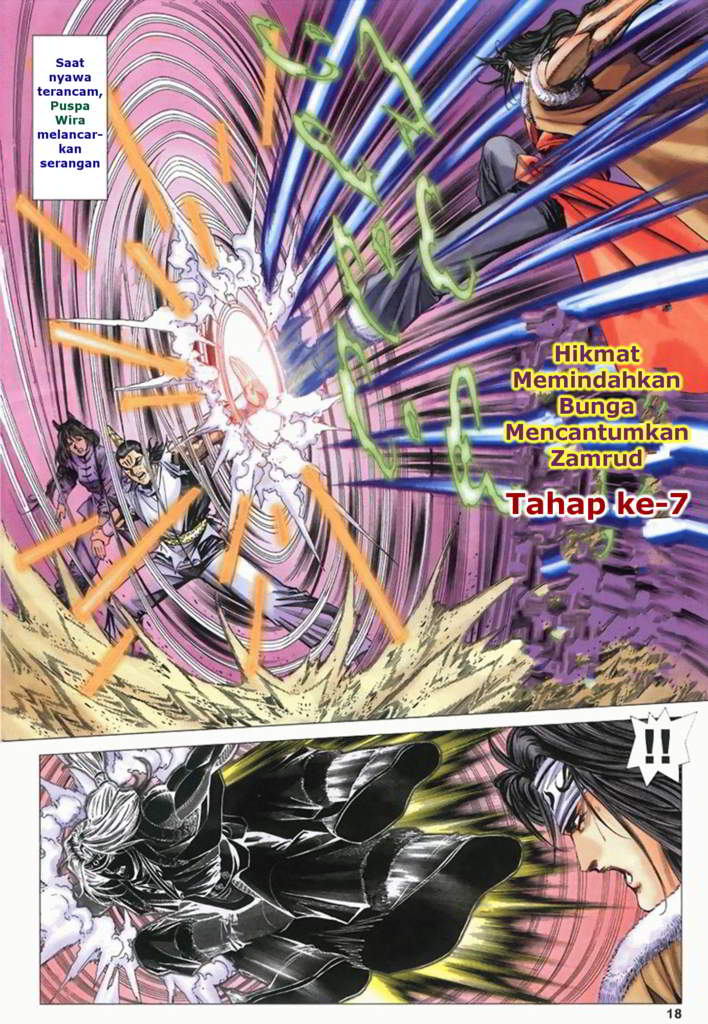 Saat
nyawa
terancam,
Puspa
Wira
melancar-
kan
serangan
Hikmat
Memindahkan
Bunga
Mencantumkan
Zamrud
Tahap ke-7
!!
18